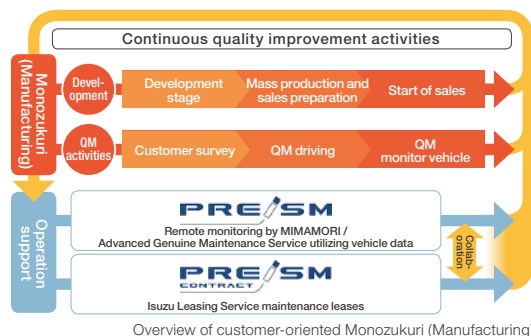 Continuous quality improvement activities
Monozukuri
(Manufacturing)
Devel-
opment
Development
stage
Mass production and
sales preparation
Start of sales
QM
activities
Customer survey
QM driving
QM
monitor vehicle
Operation
support
PREISM
Remote monitoring by MIMAMORI /
Advanced Genuine Maintenance Service utilizing vehicle data
Collab-
oration
PREISM
CONTRACT
Isuzu Leasing Service maintenance leases
Overview of customer-oriented Monozukuri (Manufacturing